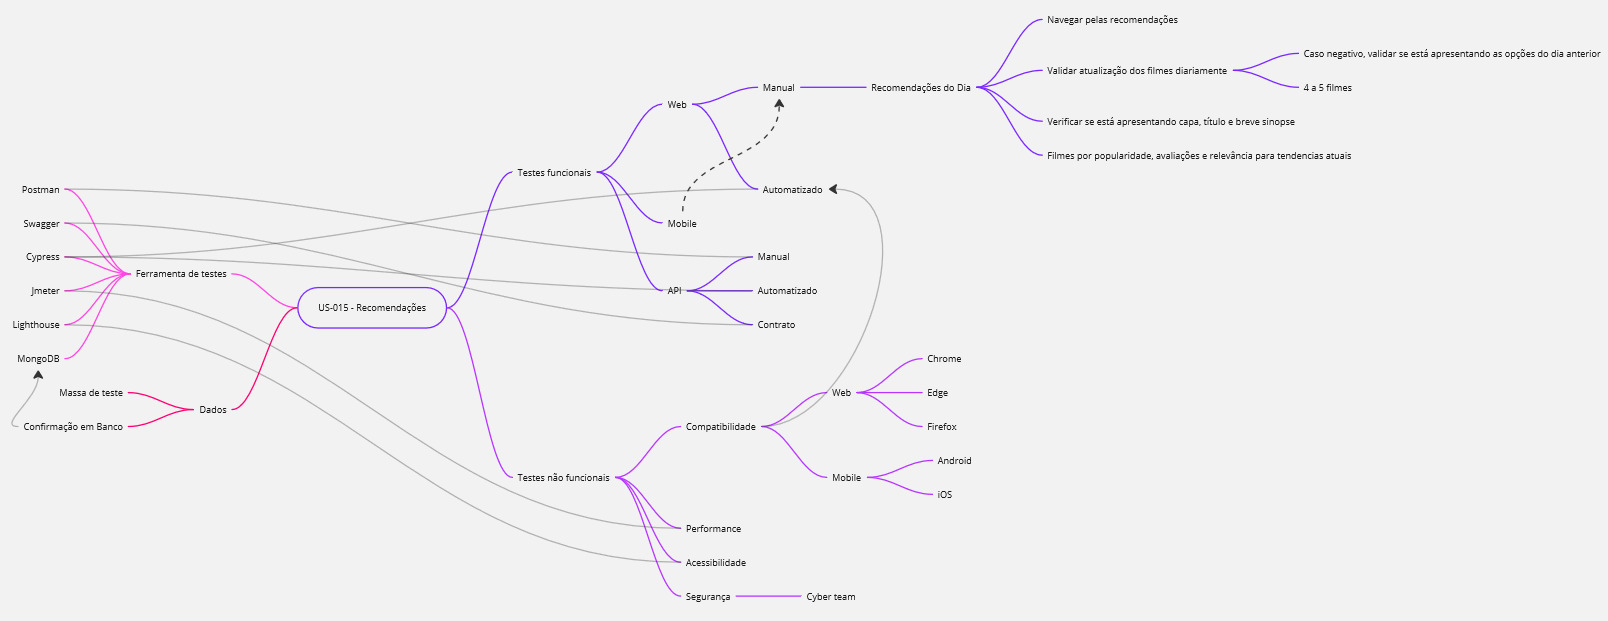 Navegar pelas recomendações
Caso negativo, validar se está apresentando as opções do dia anterior
Validar atualização dos filmes diariamente
Manual
Recomendações do Dia
4 a 5 filmes
Web
Verificar se está apresentando capa, título e breve sinopse
Filmes por popularidade, avaliações e relevância para tendencias atuais
Testes funcionais
Postman
Automatizado
Swagger
Mobile
Cypress
Manual
Ferramenta de testes
Jmeter
API
Automatizado
US-015 - Recomendações
Lighthouse
Contrato
MongoDB
Chrome
Massa de teste
Web
Edge
Dados
Confirmação em Banco
Compatibilidade
Firefox
Android
Testes não funcionais
Mobile
iOS
Performance
Acessibilidade
Segurança
Cyber team